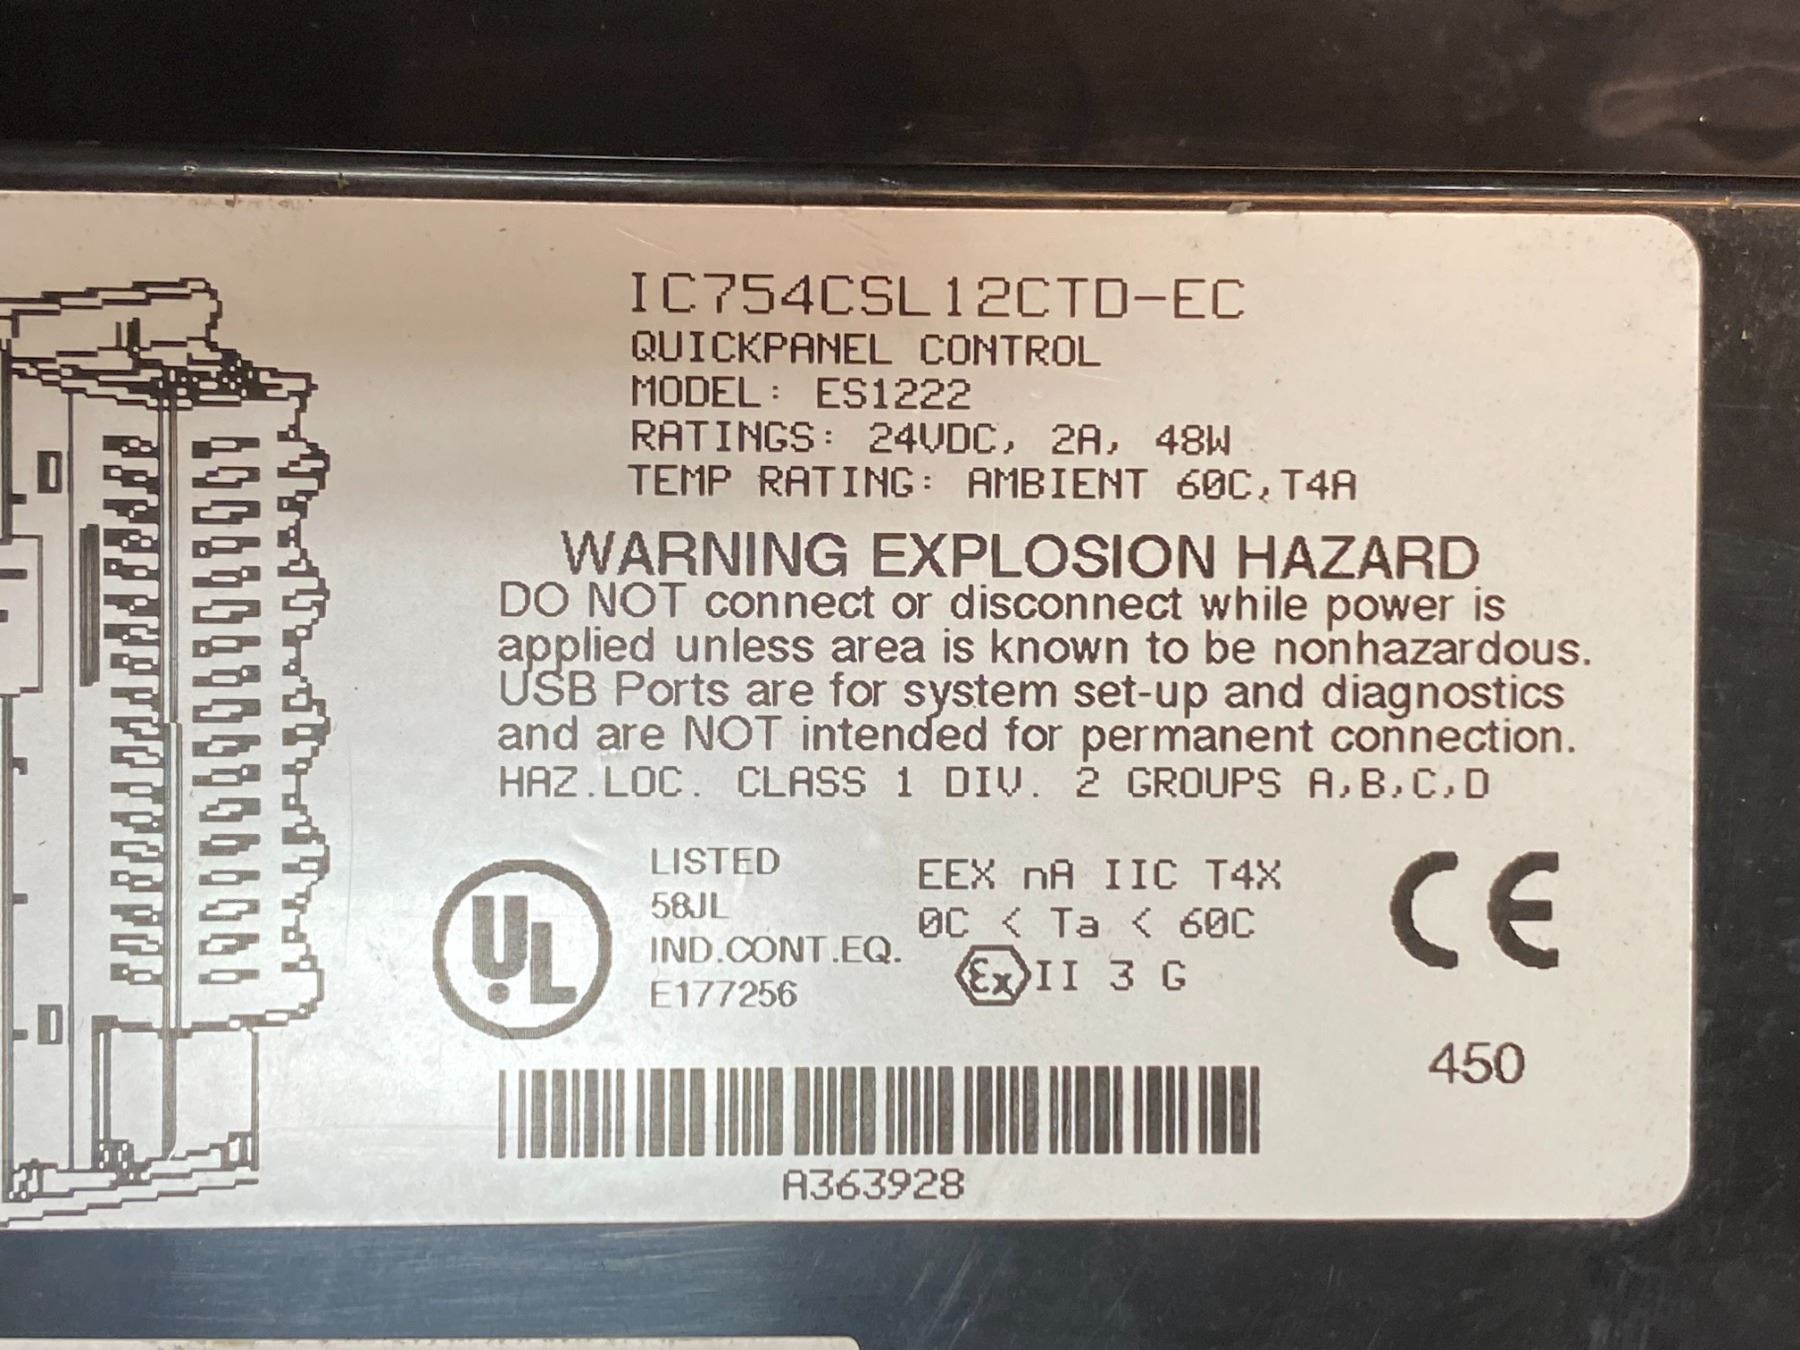 IC754CSL12CTD-EC
QUICKPANEL CONTROL
MODEL: ES1222
RATINGS: 24VDC, 2A, 48W
TEMP RATING: AMBIENT 60C,T4A
WARNING EXPLOSION HAZARD
DO NOT connect or disconnect while power is
applied unless area is known to be nonhazardous.
USB Ports are for system set-up and diagnostics
and are NOT intended for permanent connection.
HAZ.LOC. CLASS 1 DIV. 2 GROUPS A,B,C,D
UL
LISTED
58JL
IND.CONT.EQ.
E177256
EEX nA IIC T4X
0C < Ta < 60C
Ex II 3 G
CE
450
A363928